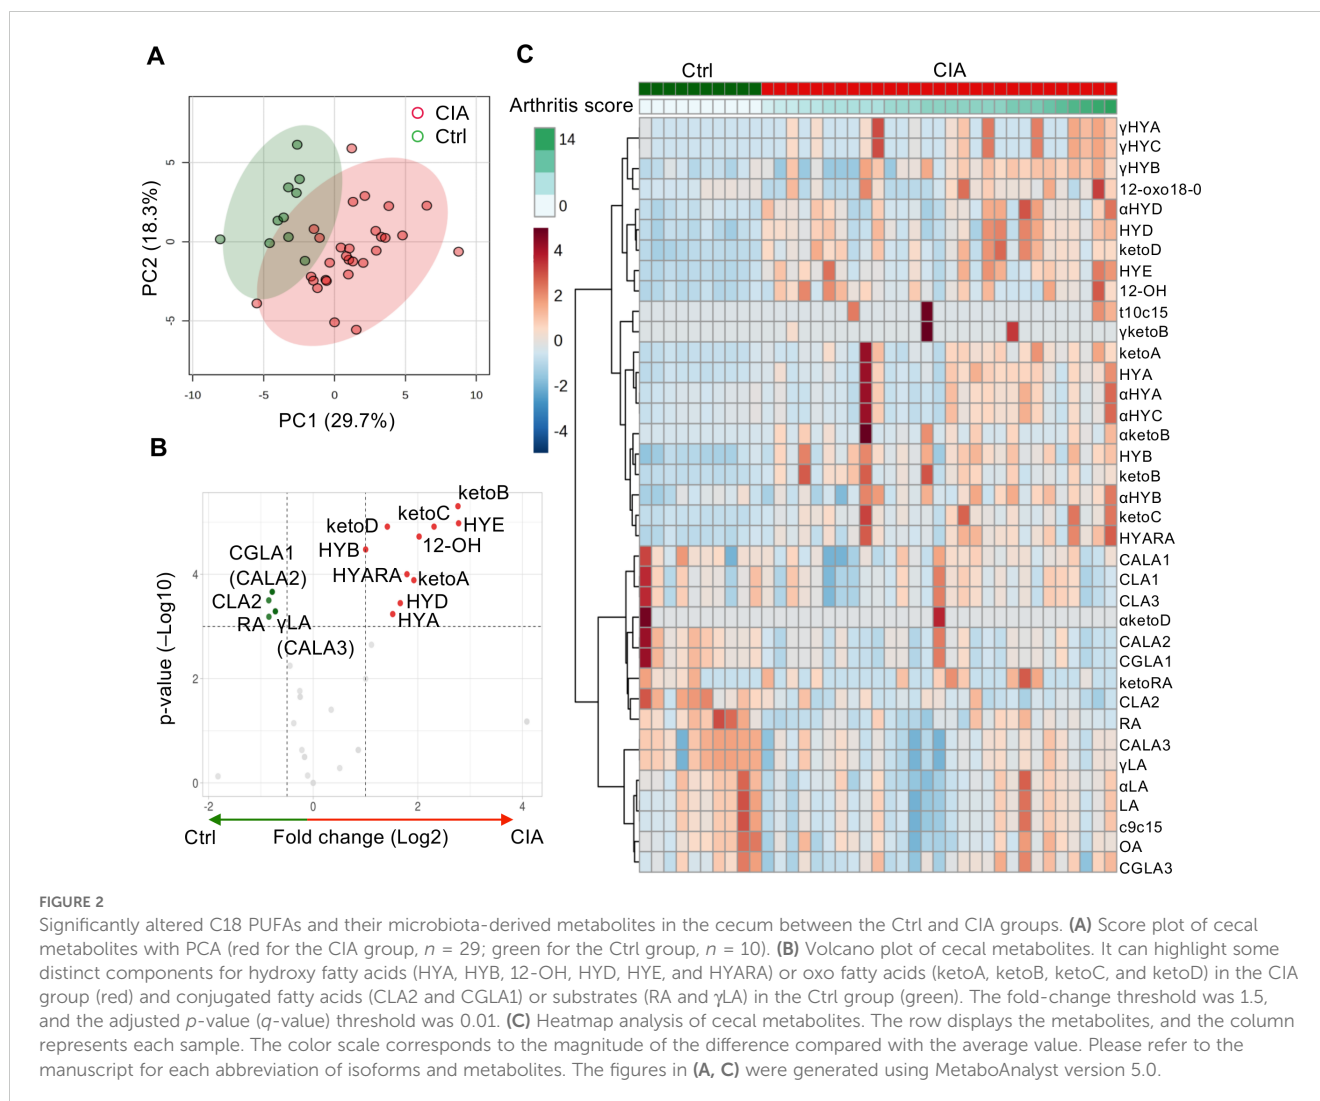 A
CIA
Ctrl
5
0
-5
-10
-5
0
5
10
PC2 (18.3%)
PC1 (29.7%)
B
ketoB
ketoC
ketoD
HYE
12-OH
HYB
CGLA1
(CALA2)
HYARA
ketoA
CLA2
HYD
RA
γLA
HYA
(CALA3)
4
2
0
-2
0
2
4
p-value (–Log10)
Ctrl
Fold change (Log2)
CIA
C
Ctrl
CIA
Arthritis score
14
0
4
2
0
-2
-4
γHYA
γHYC
γHYB
12-oxo18-0
αHYD
HYD
ketoD
HYE
12-OH
t10c15
γketoB
ketoA
HYA
αHYA
αHYC
αketoB
HYB
ketoB
αHYB
ketoC
HYARA
CALA1
CLA1
CLA3
αketoD
CALA2
CGLA1
ketoRA
CLA2
RA
CALA3
γLA
αLA
LA
c9c15
OA
CGLA3
FIGURE 2
Significantly altered C18 PUFAs and their microbiota-derived metabolites in the cecum between the Ctrl and CIA groups. (A) Score plot of cecal
metabolites with PCA (red for the CIA group, n = 29; green for the Ctrl group, n = 10). (B) Volcano plot of cecal metabolites. It can highlight some
distinct components for hydroxy fatty acids (HYA, HYB, 12-OH, HYD, HYE, and HYARA) or oxo fatty acids (ketoA, ketoB, ketoC, and ketoD) in the CIA
group (red) and conjugated fatty acids (CLA2 and CGLA1) or substrates (RA and γLA) in the Ctrl group (green). The fold-change threshold was 1.5,
and the adjusted p-value (q-value) threshold was 0.01. (C) Heatmap analysis of cecal metabolites. The row displays the metabolites, and the column
represents each sample. The color scale corresponds to the magnitude of the difference compared with the average value. Please refer to the
manuscript for each abbreviation of isoforms and metabolites. The figures in (A, C) were generated using MetaboAnalyst version 5.0.